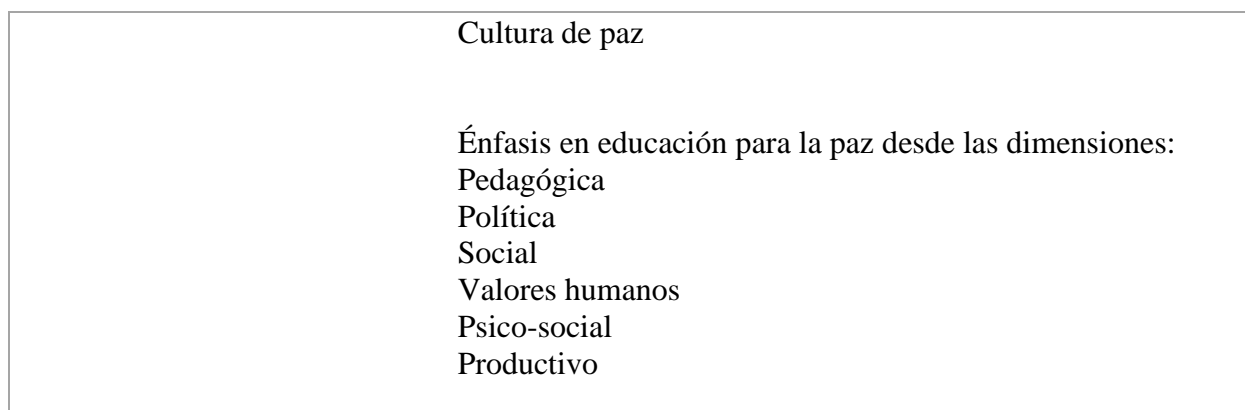 Cultura de paz
Énfasis en educación para la paz desde las dimensiones:
Pedagógica
Política
Social
Valores humanos
Psico-social
Productivo